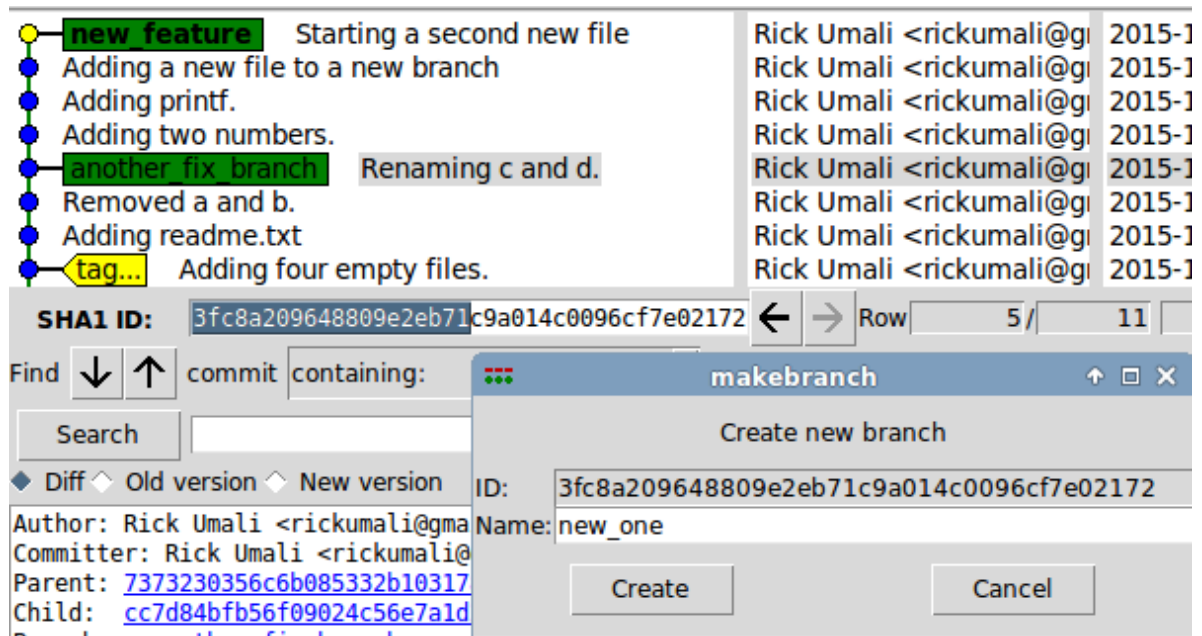 new_feature Starting a second new file Rick Umali <rickumali@g 2015-1
Adding a new file to a new branch Rick Umali <rickumali@g 2015-1
Adding printf. Rick Umali <rickumali@g 2015-1
Adding two numbers. Rick Umali <rickumali@g 2015-1
another_fix_branch Renaming c and d. Rick Umali <rickumali@g 2015-1
Removed a and b. Rick Umali <rickumali@g 2015-1
Adding readme.txt Rick Umali <rickumali@g 2015-1
tag... Adding four empty files. Rick Umali <rickumali@g 2015-1
SHA1 ID: 3fc8a209648809e2eb71c9a014c0096cf7e02172 Row 5 / 11
Find commit containing:
makebranch
Search
Create new branch
Diff Old version New version
ID: 3fc8a209648809e2eb71c9a014c0096cf7e02172
Name: new_one
Create Cancel
Author: Rick Umali <rickumali@gma
Committer: Rick Umali <rickumali@
Parent: 7373230356c6b085332b10317
Child: cc7d84bfb56f09024c56e7a1d